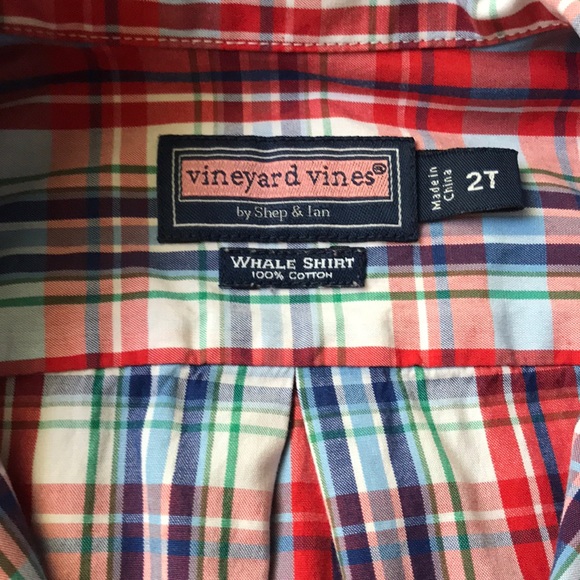 vineyard vines®
by Shep & Ian
Made in
China
2T
WHALE SHIRT
100% COTTON